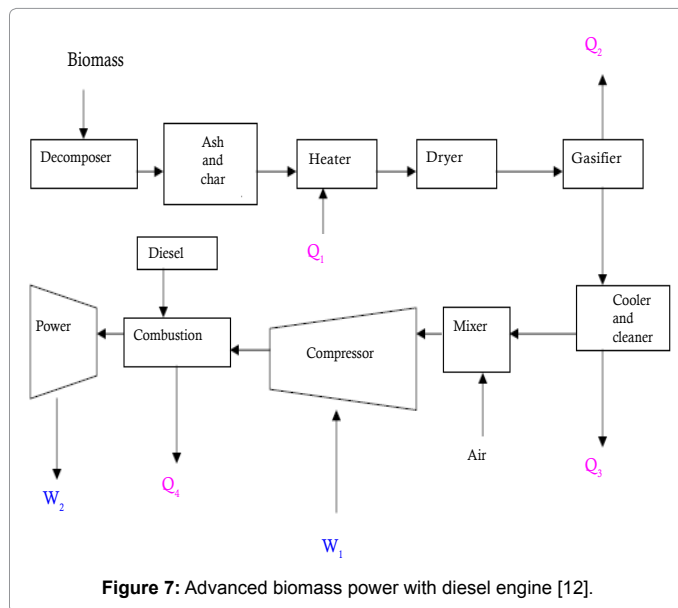 Biomass
Q₂
Decomposer
Ash
and
char
Heater
Dryer
Gasifier
Q₁
Diesel
Power
Combustion
Compressor
Mixer
Cooler
and
cleaner
Air
W₂
Q₄
W₁
Q₃
Figure 7: Advanced biomass power with diesel engine [12].